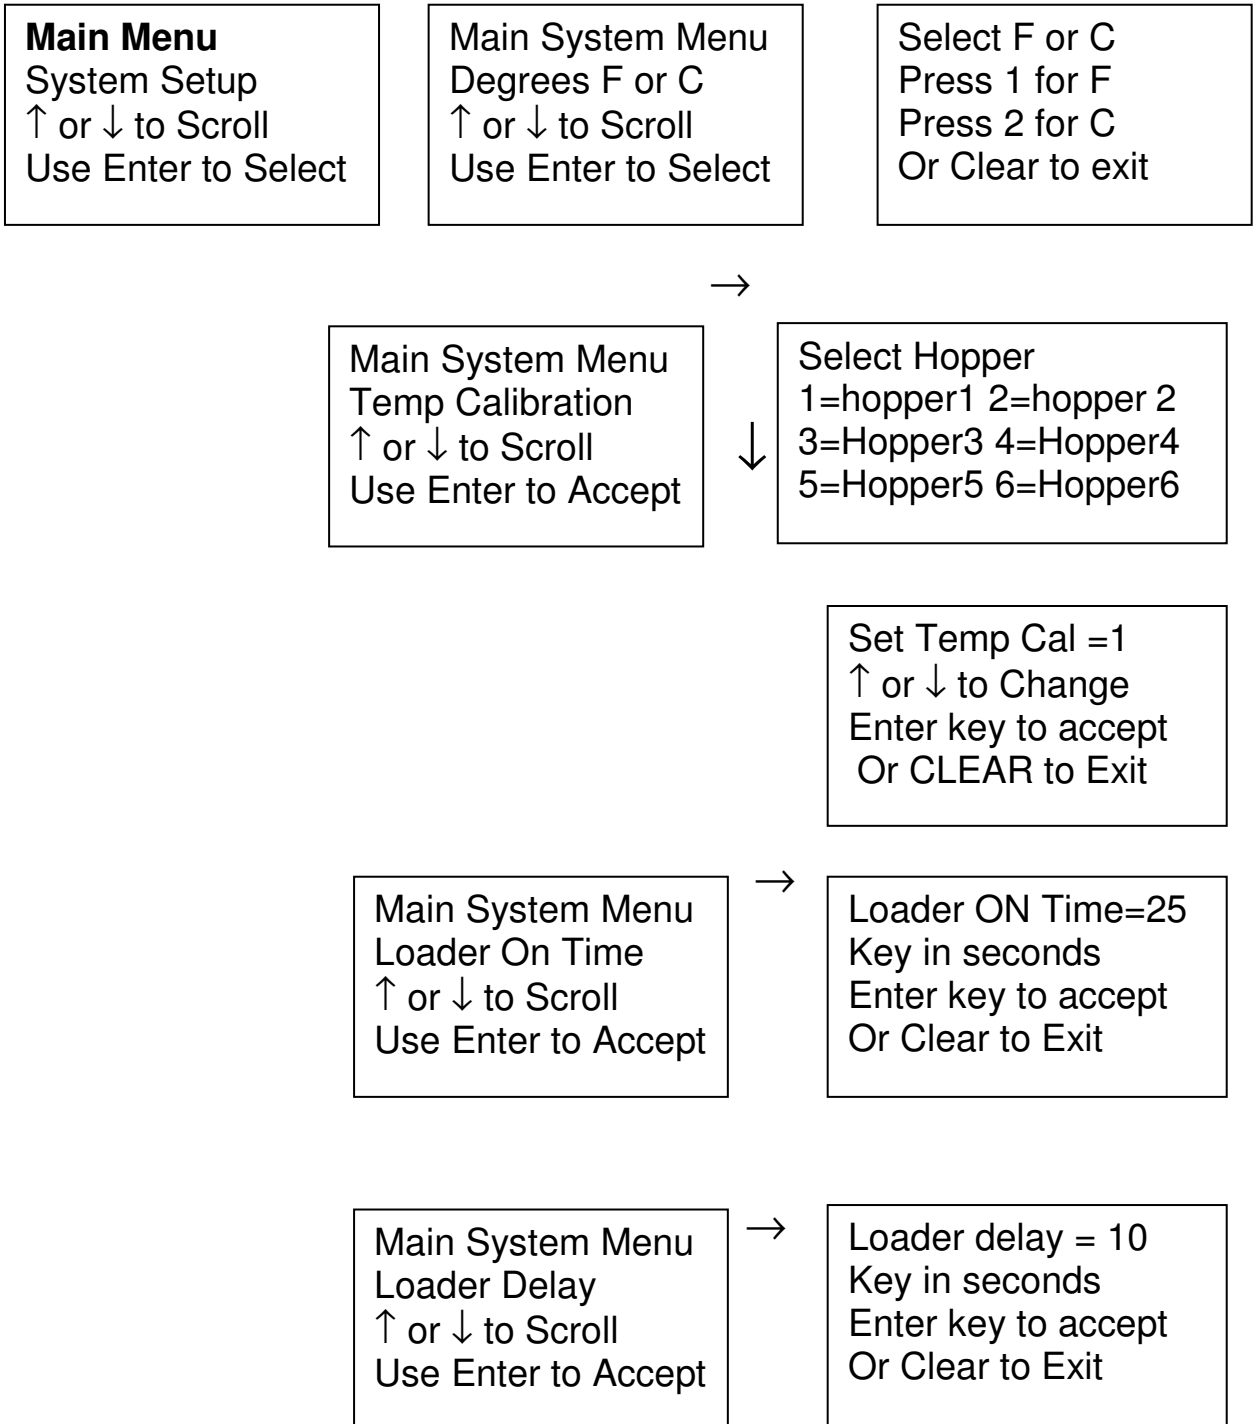 Main Menu
System Setup
↑ or ↓ to Scroll
Use Enter to Select
Main System Menu
Degrees F or C
↑ or ↓ to Scroll
Use Enter to Select
Select F or C
Press 1 for F
Press 2 for C
Or Clear to exit
→
Main System Menu
Temp Calibration
↑ or ↓ to Scroll
Use Enter to Accept
↓
Select Hopper
1=hopper1 2=hopper 2
3=Hopper3 4=Hopper4
5=Hopper5 6=Hopper6
Set Temp Cal =1
↑ or ↓ to Change
Enter key to accept
Or CLEAR to Exit
Main System Menu
Loader On Time
↑ or ↓ to Scroll
Use Enter to Accept
→
Loader ON Time=25
Key in seconds
Enter key to accept
Or Clear to Exit
Main System Menu
Loader Delay
↑ or ↓ to Scroll
Use Enter to Accept
→
Loader delay = 10
Key in seconds
Enter key to accept
Or Clear to Exit